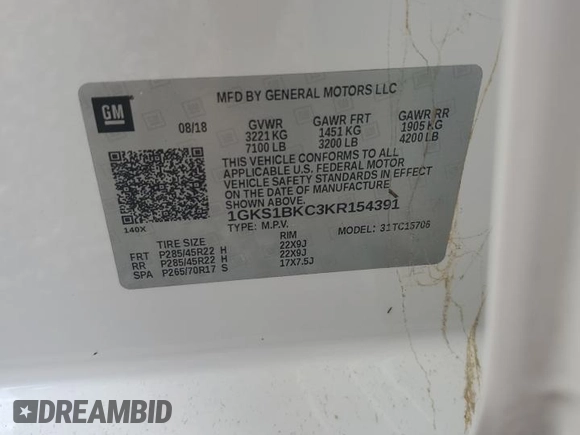 GM
MFD BY GENERAL MOTORS LLC
08/18 GVWR GAWR FRT GAWR RR
3221 KG 1451 KG 1905 KG
7100 LB 3200 LB 4200 LB
THIS VEHICLE CONFORMS TO ALL
APPLICABLE U.S. FEDERAL MOTOR
VEHICLE SAFETY STANDARDS IN EFFECT
ON THE DATE OF MANUFACTURE
SHOWN ABOVE.
1GKS1BKC3KR154391
140X TYPE: M.P.V. MODEL: 31TC15706
TIRE SIZE RIM
FRT P285/45R22 H 22X9J
RR P285/45R22 H 22X9J
SPA P265/70R17 S 17X7.5J
DREAMBID